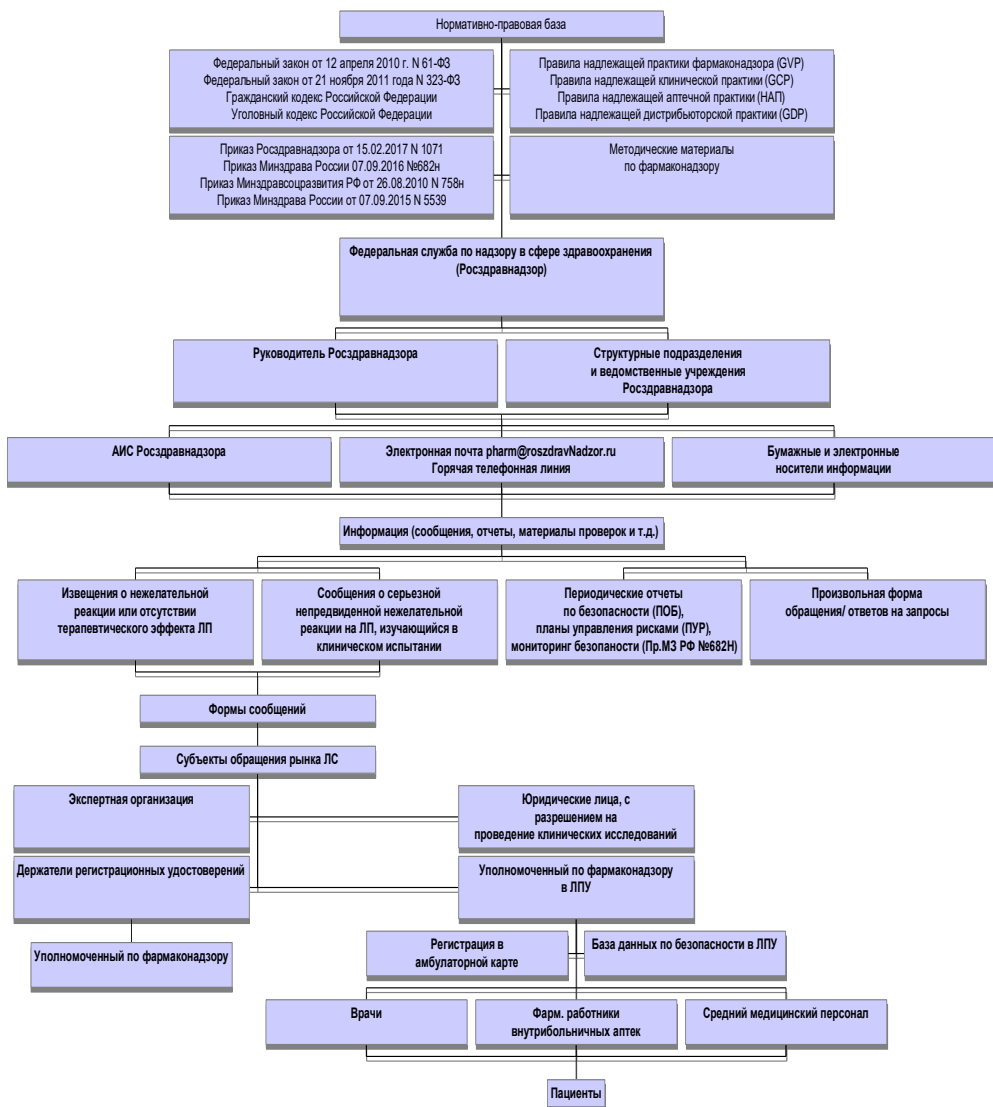 Нормативно-правовая база
Федеральный закон от 12 апреля 2010 г. N 61-ФЗ
Федеральный закон от 21 ноября 2011 года N 323-ФЗ
Гражданский кодекс Российской Федерации
Уголовный кодекс Российской Федерации
Правила надлежащей практики фармаконадзора (GVP)
Правила надлежащей клинической практики (GCP)
Правила надлежащей аптечной практики (НАП)
Правила надлежащей дистрибьюторской практики (GDP)
Приказ Росздравнадзора от 15.02.2017 N 1071
Приказ Минздрава России 07.09.2016 №682н
Приказ Минздравсоцразвития РФ от 26.08.2010 N 758н
Приказ Минздрава России от 07.09.2015 N 5539
Методические материалы
по фармаконадзору
Федеральная служба по надзору в сфере здравоохранения
(Росздравнадзор)
Руководитель Росздравнадзора
Структурные подразделения
и ведомственные учреждения
Росздравнадзора
АИС Росздравнадзора
Электронная почта pharm@roszdravNadzor.ru
Горячая телефонная линия
Бумажные и электронные
носители информации
Информация (сообщения, отчеты, материалы проверок и т.д.)
Извещения о нежелательной
реакции или отсутствии
терапевтического эффекта ЛП
Сообщения о серьезной
непредвиденной нежелательной
реакции на ЛП, изучающийся в
клиническом испытании
Периодические отчеты
по безопасности (ПОБ),
планы управления рисками (ПУР),
мониторинг безопаности (Пр.МЗ РФ №682Н)
Произвольная форма
обращения/ ответов на запросы
Формы сообщений
Субъекты обращения рынка ЛС
Экспертная организация
Юридические лица, с
разрешением на
проведение клинических исследований
Держатели регистрационных удостоверений
Уполномоченный по фармаконадзору
в ЛПУ
Уполномоченный по фармаконадзору
Регистрация в
амбулаторной карте
База данных по безопасности в ЛПУ
Врачи
Фарм. работники
внутрибольничных аптек
Средний медицинский персонал
Пациенты